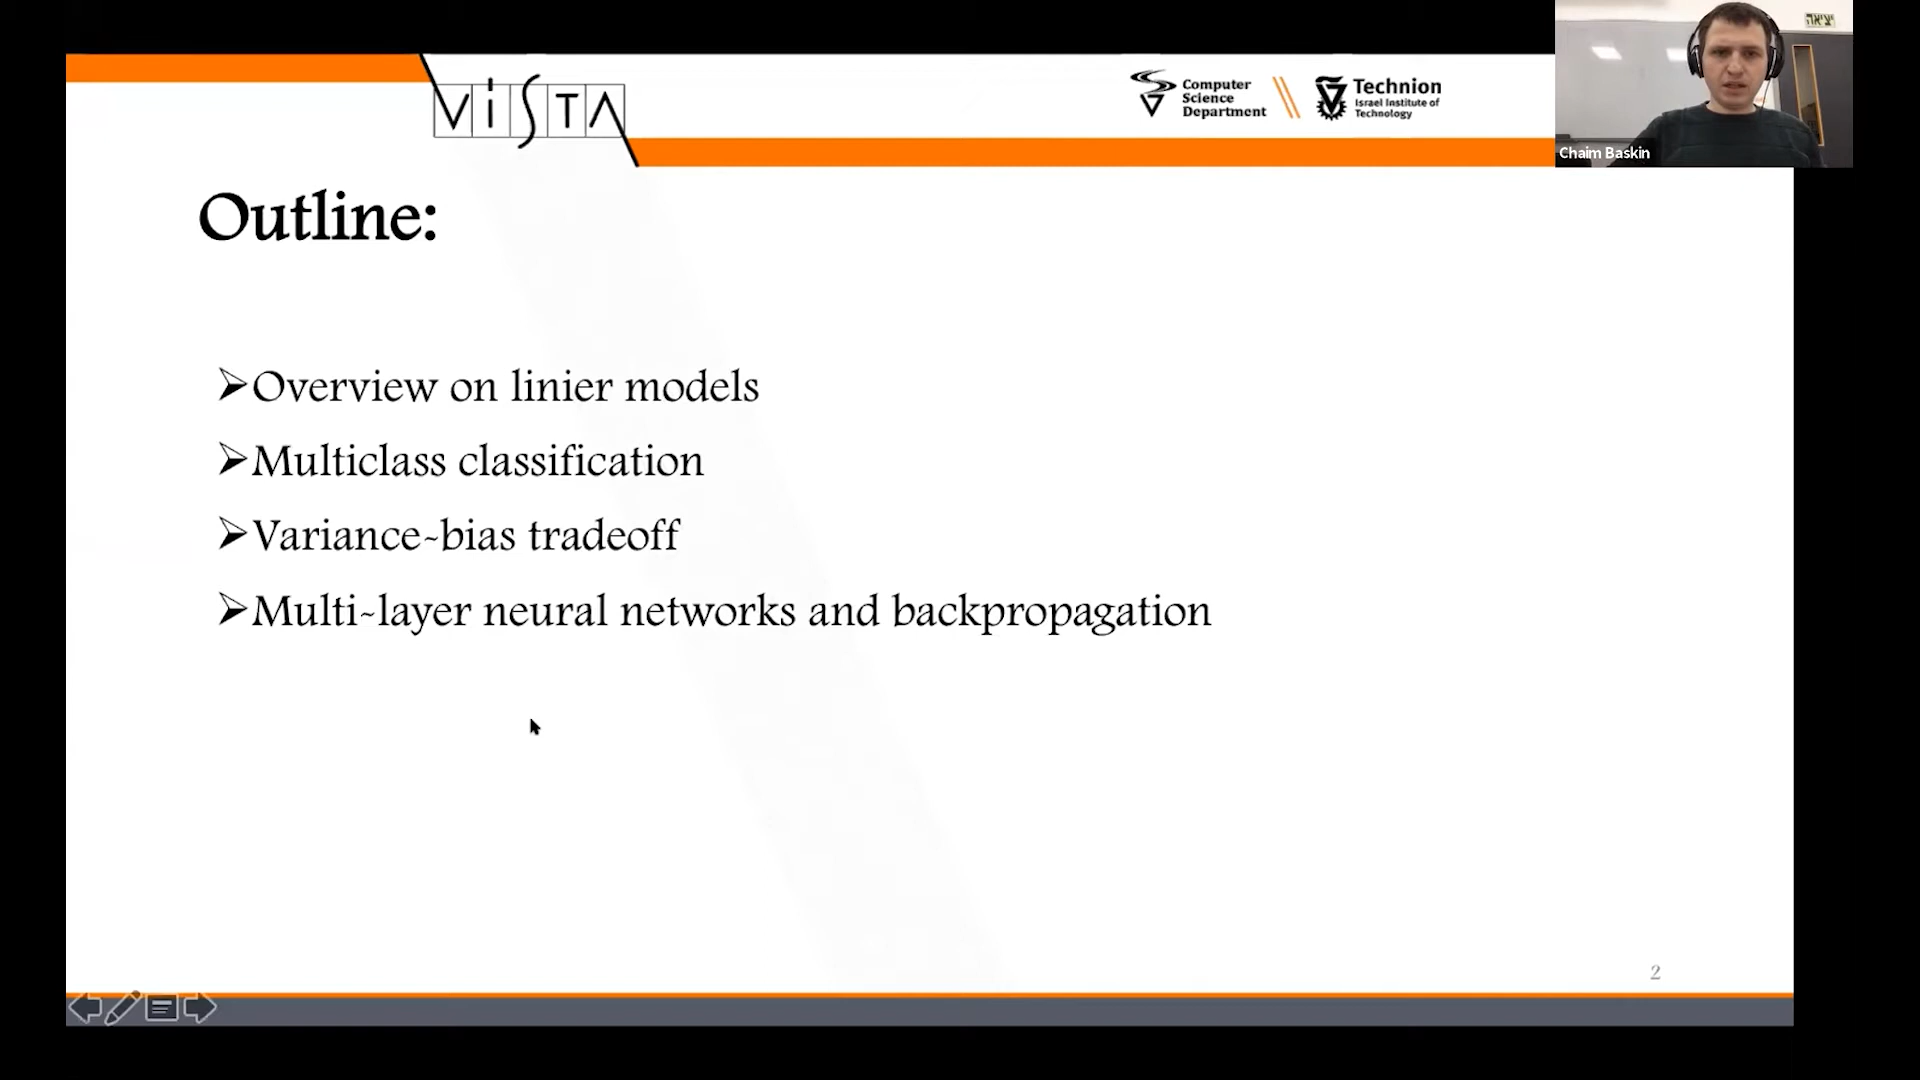 ViSTA
Computer
Science
Department
Technion
Israel Institute of
Technology
יציאה
Chaim Baskin
Outline:
Overview on linier models
Multiclass classification
Variance-bias tradeoff
Multi-layer neural networks and backpropagation
2